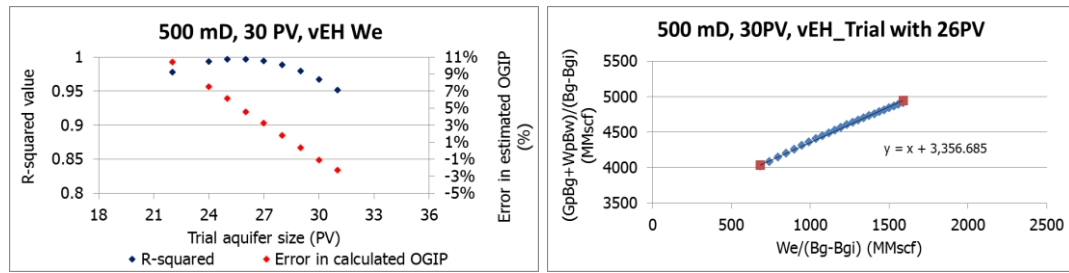 500 mD, 30 PV, vEH We
R-squared value
1
0.95
0.9
0.85
0.8
11%
9%
7%
5%
3%
1%
-1%
-3%
-5%
Error in estimated OGIP
(%)
18 21 24 27 30 33 36
Trial aquifer size (PV)
R-squared Error in calculated OGIP
500 mD, 30PV, vEH_Trial with 26PV
(GpBg+WpBw)/(Bg-Bgi)
(MMscf)
5500
5000
4500
4000
3500
y = x + 3,356.685
0 500 1000 1500 2000 2500
We/(Bg-Bgi) (MMscf)